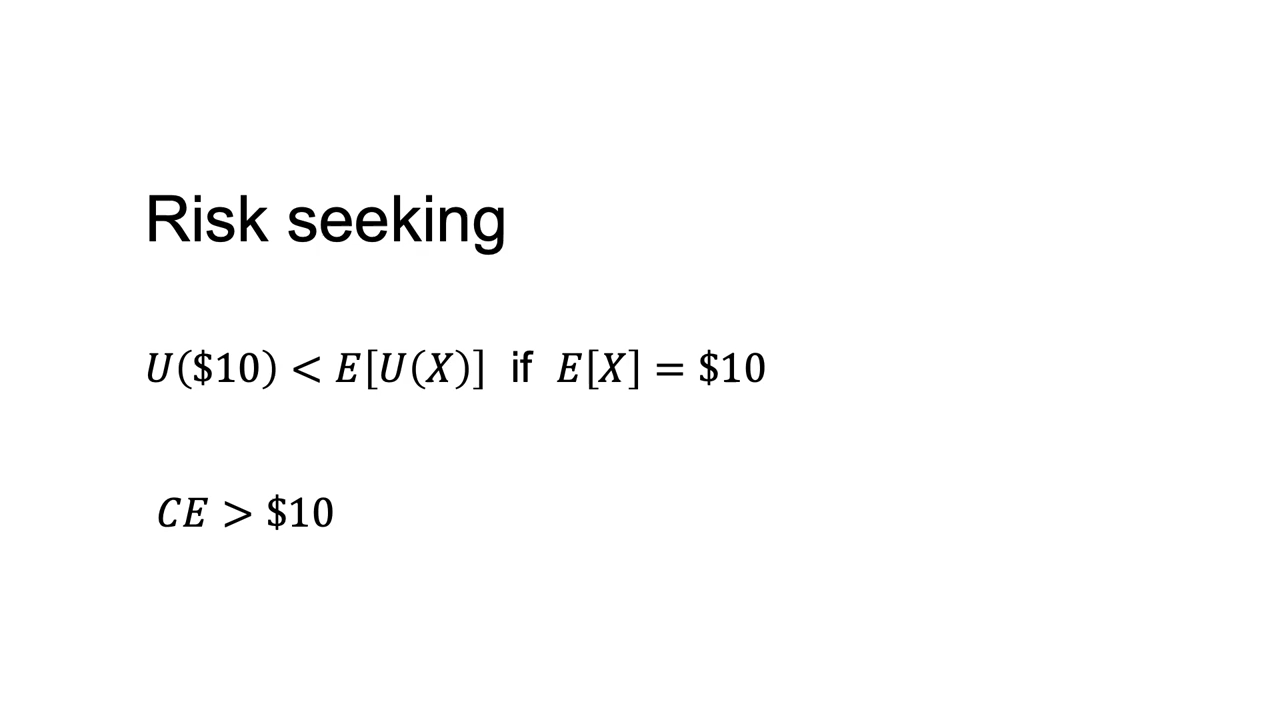 Risk seeking
U($10) < E[U(X)] if E[X] = $10
CE > $10